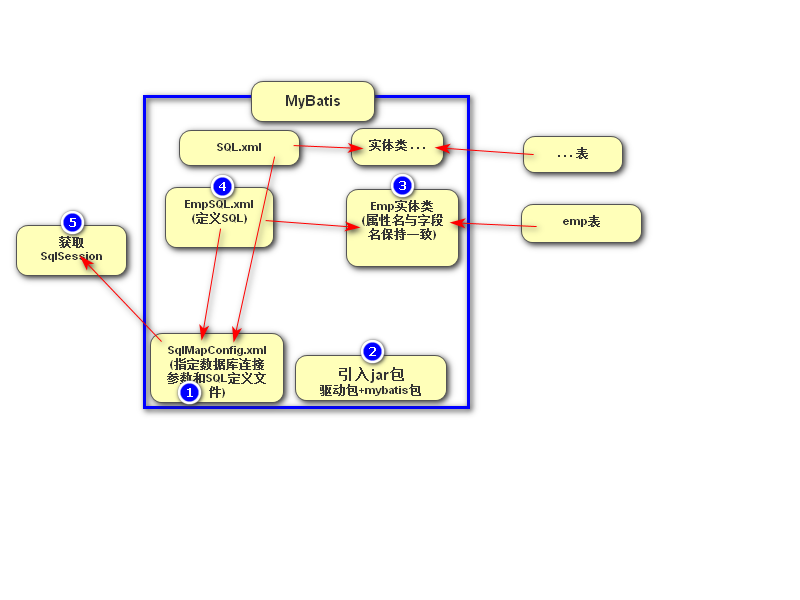 MyBatis
SQL.xml
实体类...
...表
4
EmpSQL.xml
(定义SQL)
3
Emp实体类
(属性名与字段
名保持一致)
emp表
5
获取
SqlSession
SqlMapConfig.xml
(指定数据库连接
参数和SQL定义文
件)
1
2
引入jar包
驱动包+mybatis包